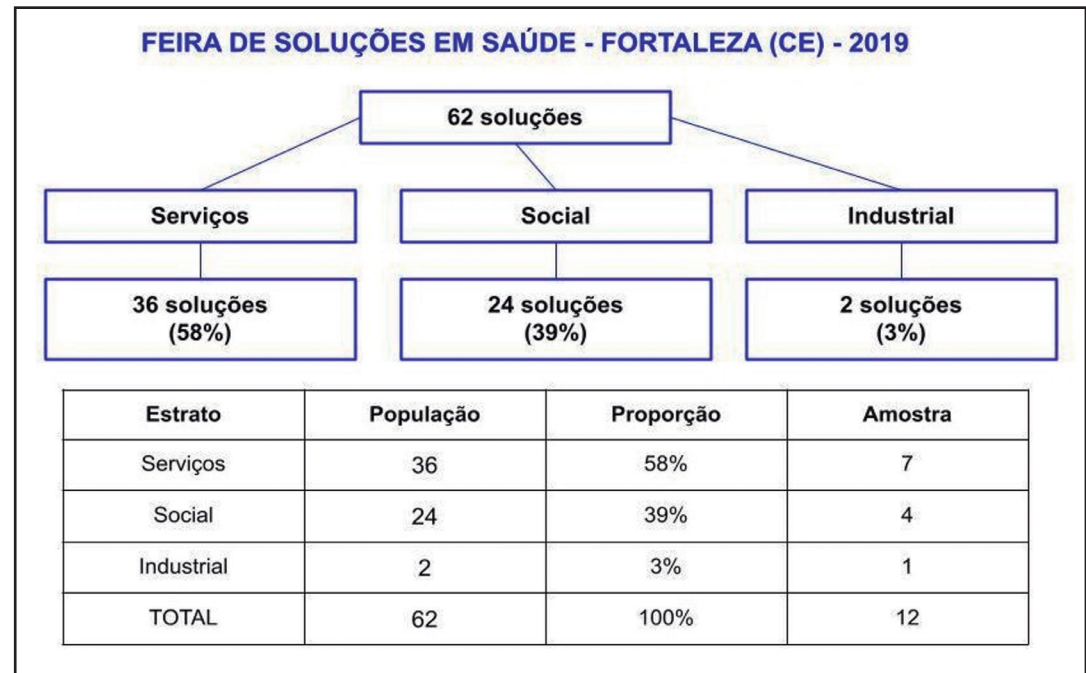 FEIRA DE SOLUÇÕES EM SAÚDE - FORTALEZA (CE) - 2019
62 soluções
Serviços Social Industrial
36 soluções 24 soluções 2 soluções
(58%) (39%) (3%)
Estrato População Proporção Amostra
Serviços 36 58% 7
Social 24 39% 4
Industrial 2 3% 1
TOTAL 62 100% 12